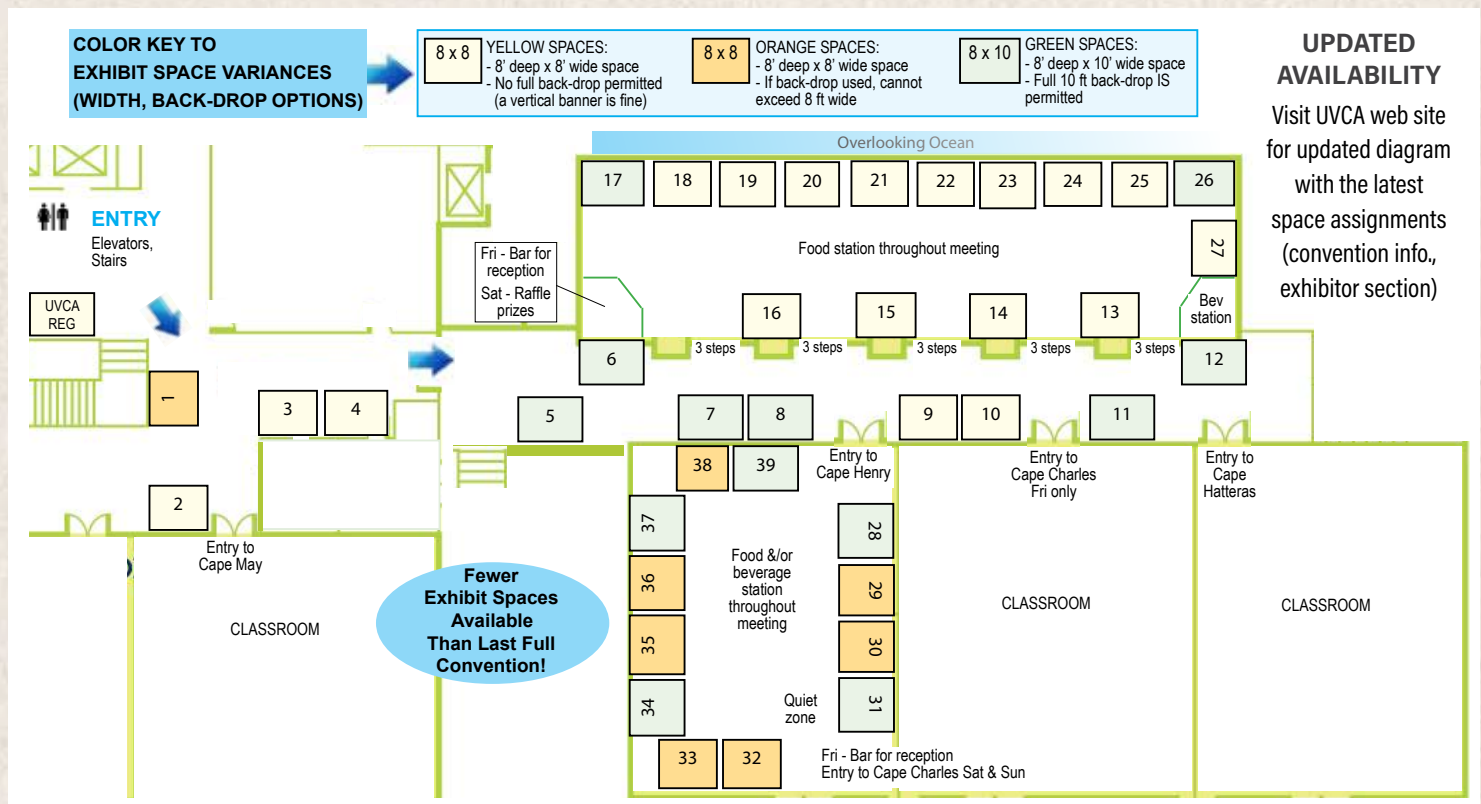 COLOR KEY TO
EXHIBIT SPACE VARIANCES
(WIDTH, BACK-DROP OPTIONS)
8 x 8
YELLOW SPACES:
- 8' deep x 8' wide space
- No full back-drop permitted
(a vertical banner is fine)
8 x 8
ORANGE SPACES:
- 8' deep x 8' wide space
- If back-drop used, cannot
exceed 8 ft wide
8 x 10
GREEN SPACES:
- 8' deep x 10' wide space
- Full 10 ft back-drop IS
permitted
UPDATED
AVAILABILITY
Visit UVCA web site
for updated diagram
with the latest
space assignments
(convention info.,
exhibitor section)
Overlooking Ocean
17
18
19
20
21
22
23
24
25
26
27
ENTRY
Elevators,
Stairs
UVCA
REG
Fri - Bar for
reception
Sat - Raffle
prizes
Food station throughout meeting
Bev
station
16
15
14
13
6
3 steps
3 steps
3 steps
3 steps
3 steps
12
1
3
4
5
7
8
9
10
11
2
Entry to
Cape May
CLASSROOM
Fewer
Exhibit Spaces
Available
Than Last Full
Convention!
38
39
Entry to
Cape Henry
Entry to
Cape Charles
Fri only
Entry to
Cape
Hatteras
37
36
35
34
33
32
28
29
30
31
Food &/or
beverage
station
throughout
meeting
Quiet
zone
Fri - Bar for reception
Entry to Cape Charles Sat & Sun
CLASSROOM
CLASSROOM